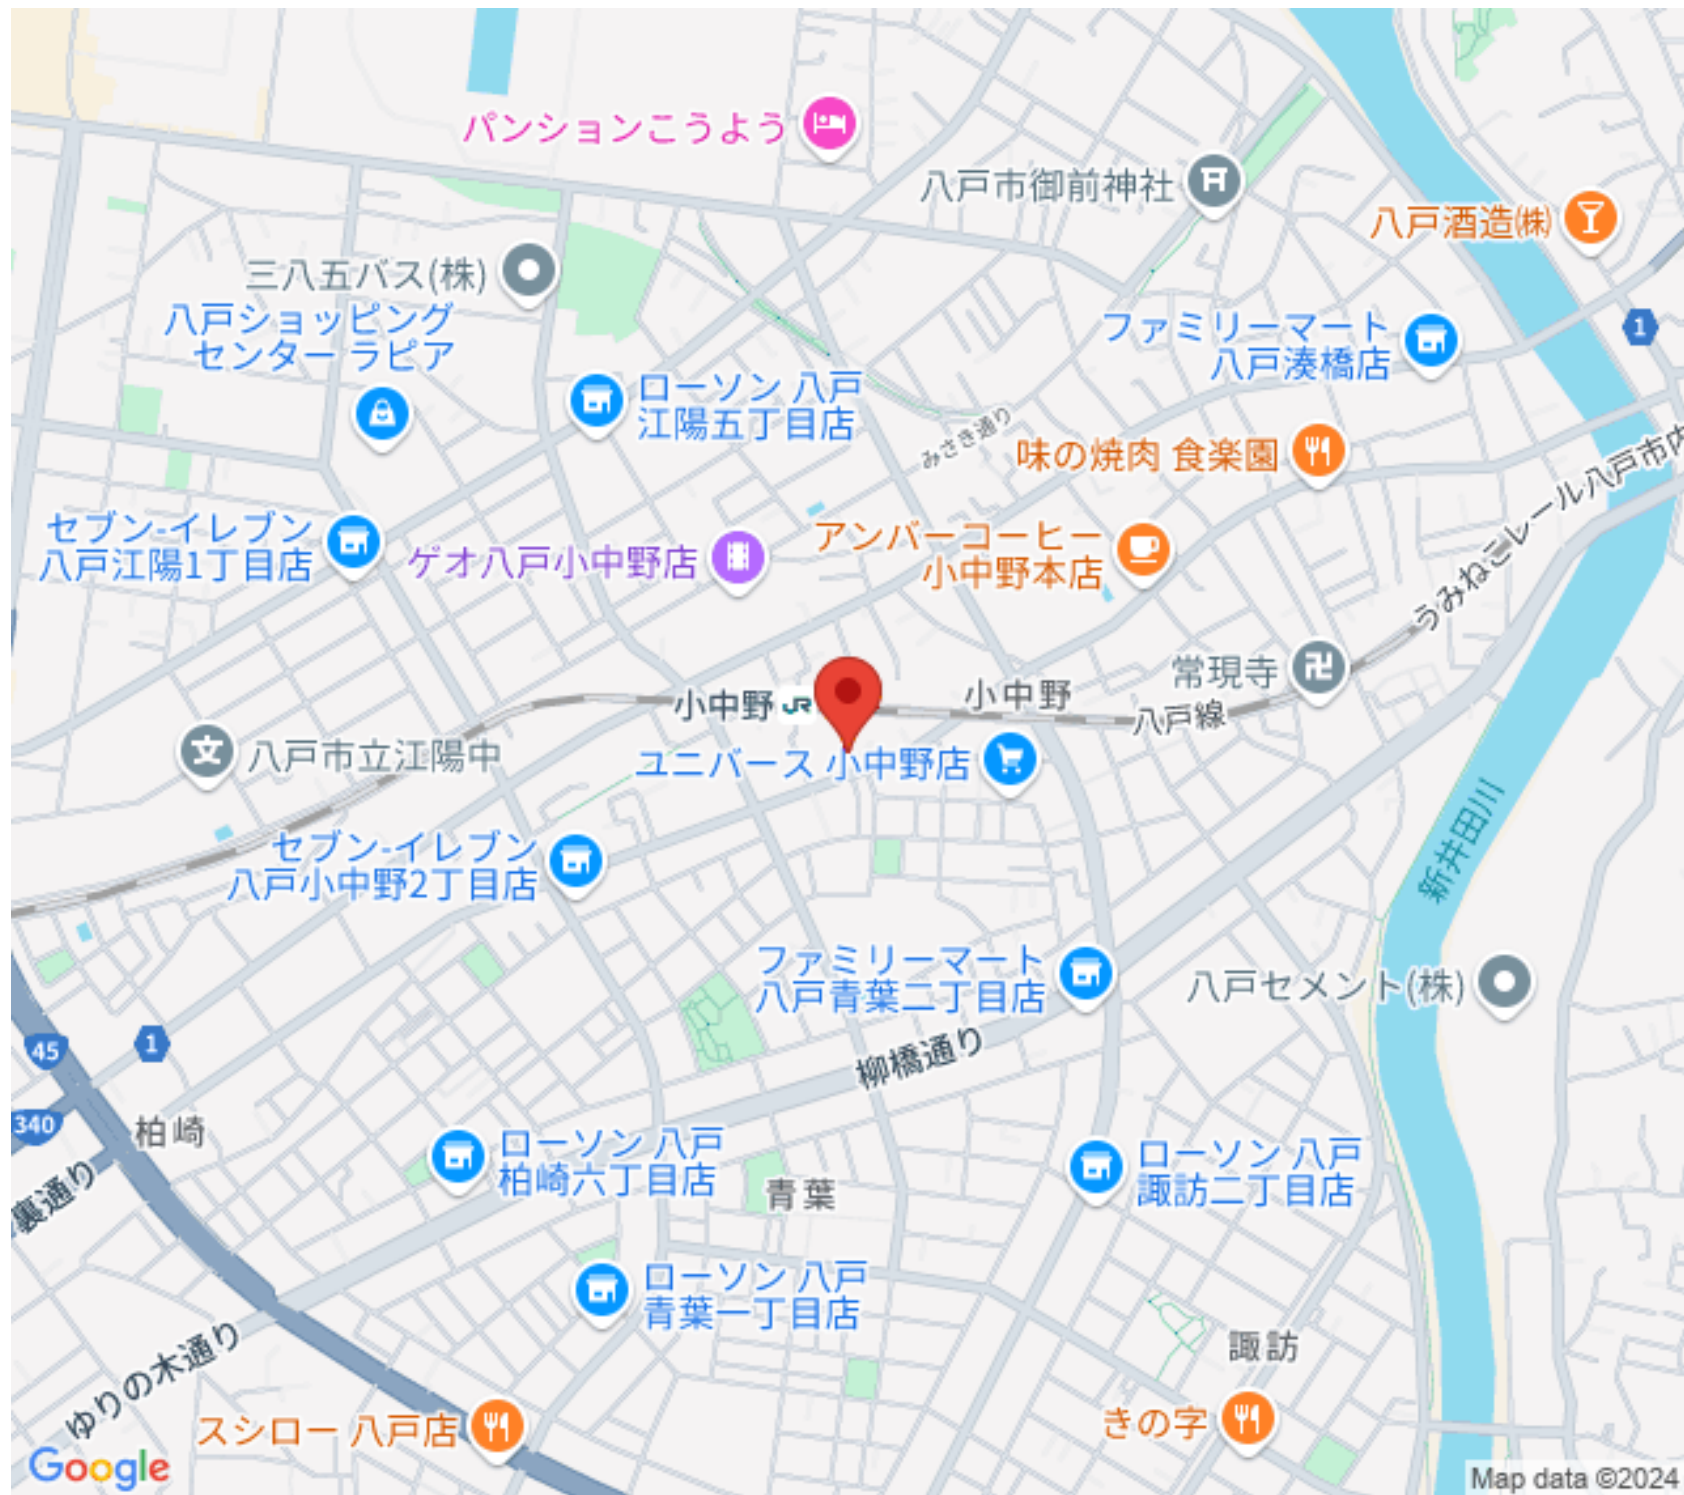 パンションこうよう
八戸市御前神社
八戸酒造㈱
三八五バス(株)
八戸ショッピング
センター ラピア
ファミリーマート
八戸湊橋店
1
ローソン 八戸
江陽五丁目店
みさき通り
味の焼肉 食楽園
セブン-イレブン
八戸江陽1丁目店
ゲオ八戸小中野店
アンバーコーヒー
小中野本店
うみねこレール八戸市内
常現寺
小中野
JR
小中野
八戸線
八戸市立江陽中
ユニバース 小中野店
新井田川
セブン-イレブン
八戸小中野2丁目店
ファミリーマート
八戸青葉二丁目店
八戸セメント(株)
45
1
柳橋通り
340
柏崎
ローソン 八戸
柏崎六丁目店
ローソン 八戸
諏訪二丁目店
裏通り
青葉
ローソン 八戸
青葉一丁目店
ゆりの木通り
諏訪
スシロー 八戸店
きの字
Google
Map data ©2024